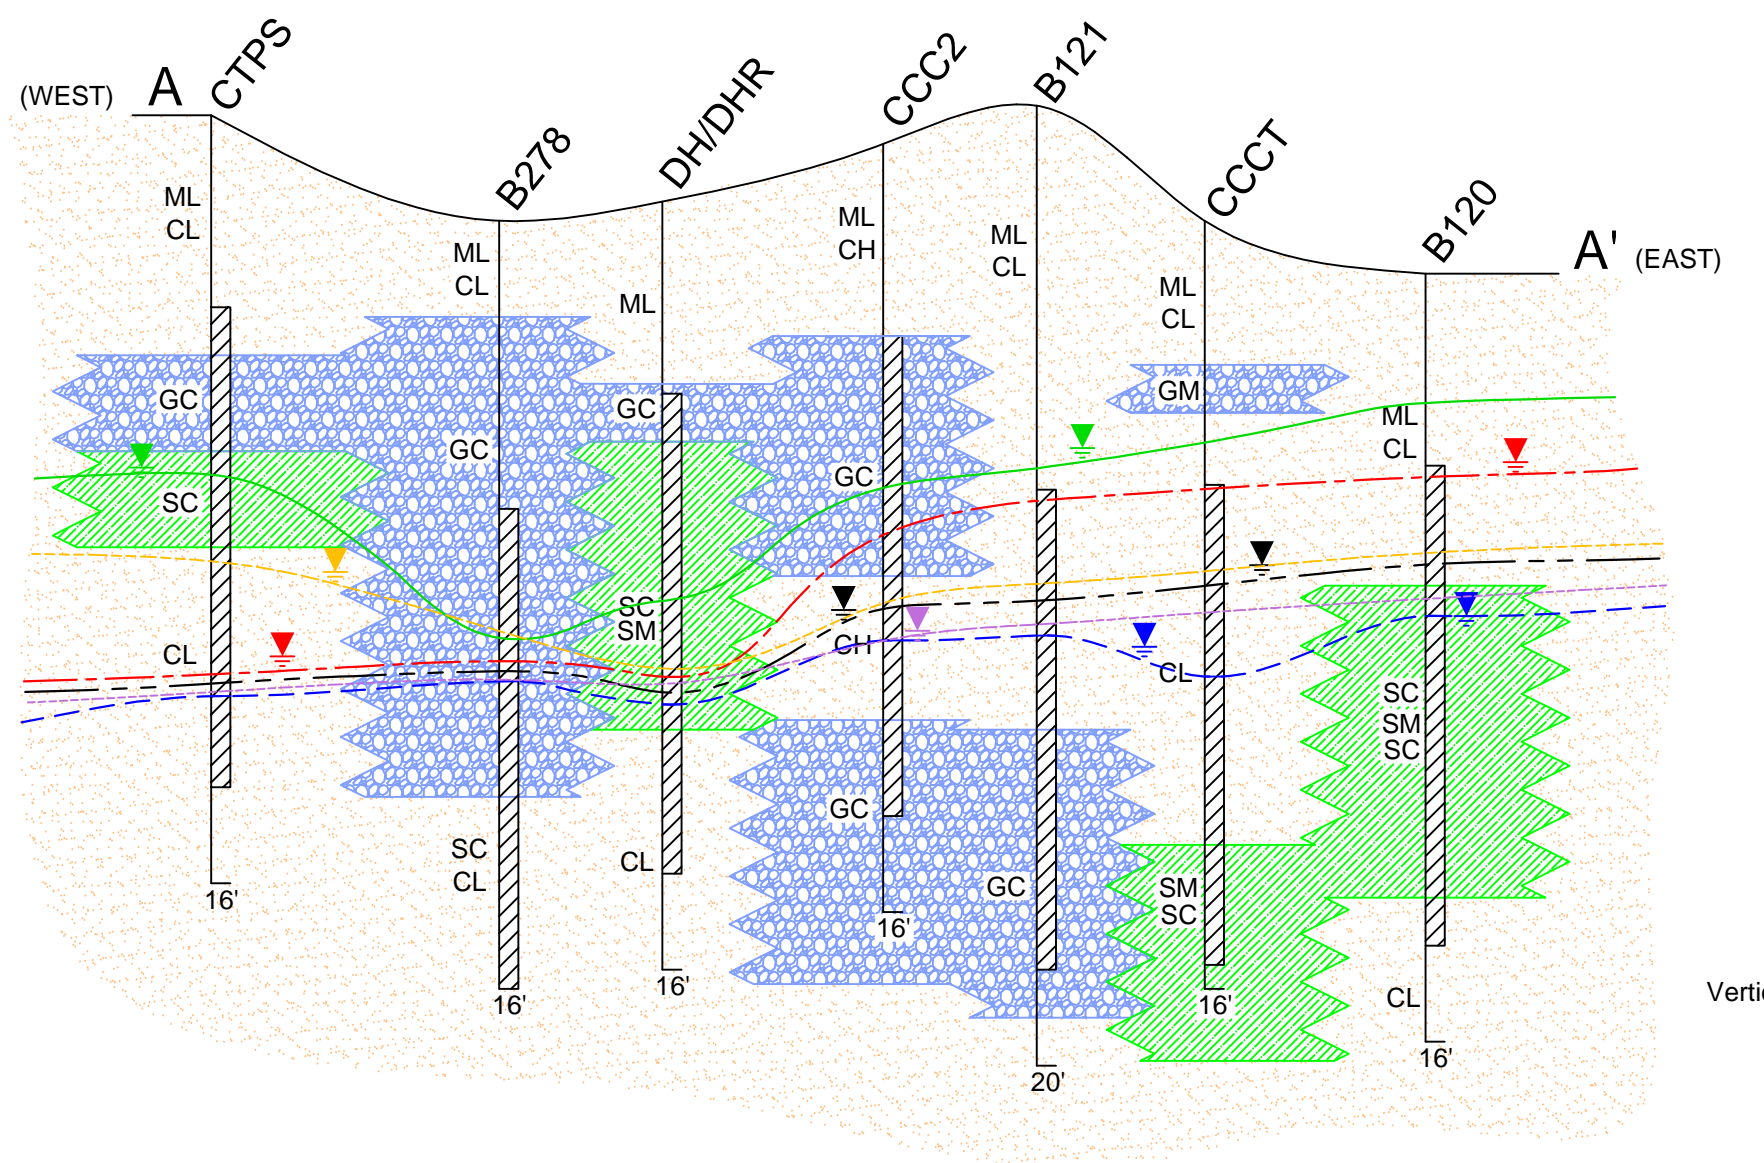 (WEST) A CTPS
B278
DH/DHR
CCC2
B121
CCCT
B120
A' (EAST)
ML
CL
GC
SC
CL
16'
ML
CL
GC
SC
CL
16'
ML
GC
SC
SM
CL
16'
ML
CH
GC
CH
GC
16'
ML
CL
GC
20'
ML
CL
GM
CL
SM
SC
16'
ML
CL
SC
SM
SC
CL
16'